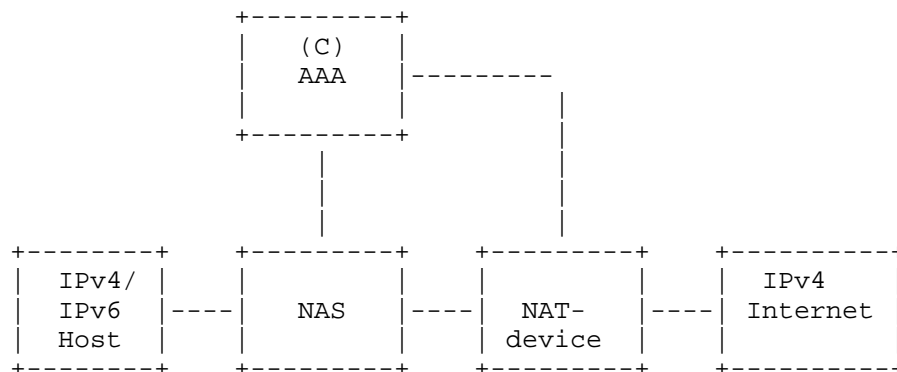 (C)
AAA
IPv4/
IPv6
Host
NAS
NAT-
device
IPv4
Internet